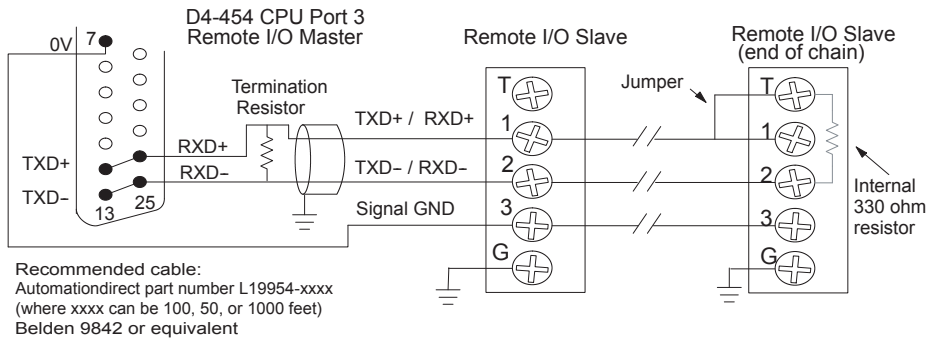 D4-454 CPU Port 3
Remote I/O Master
0V
7
TXD+
TXD–
13
25
RXD+
RXD–
Termination
Resistor
TXD+ / RXD+
TXD– / RXD–
Signal GND
Remote I/O Slave
T
1
2
3
G
Jumper
Remote I/O Slave
(end of chain)
T
1
2
3
G
Internal
330 ohm
resistor
Recommended cable:
Automationdirect part number L19954-xxxx
(where xxxx can be 100, 50, or 1000 feet)
Belden 9842 or equivalent